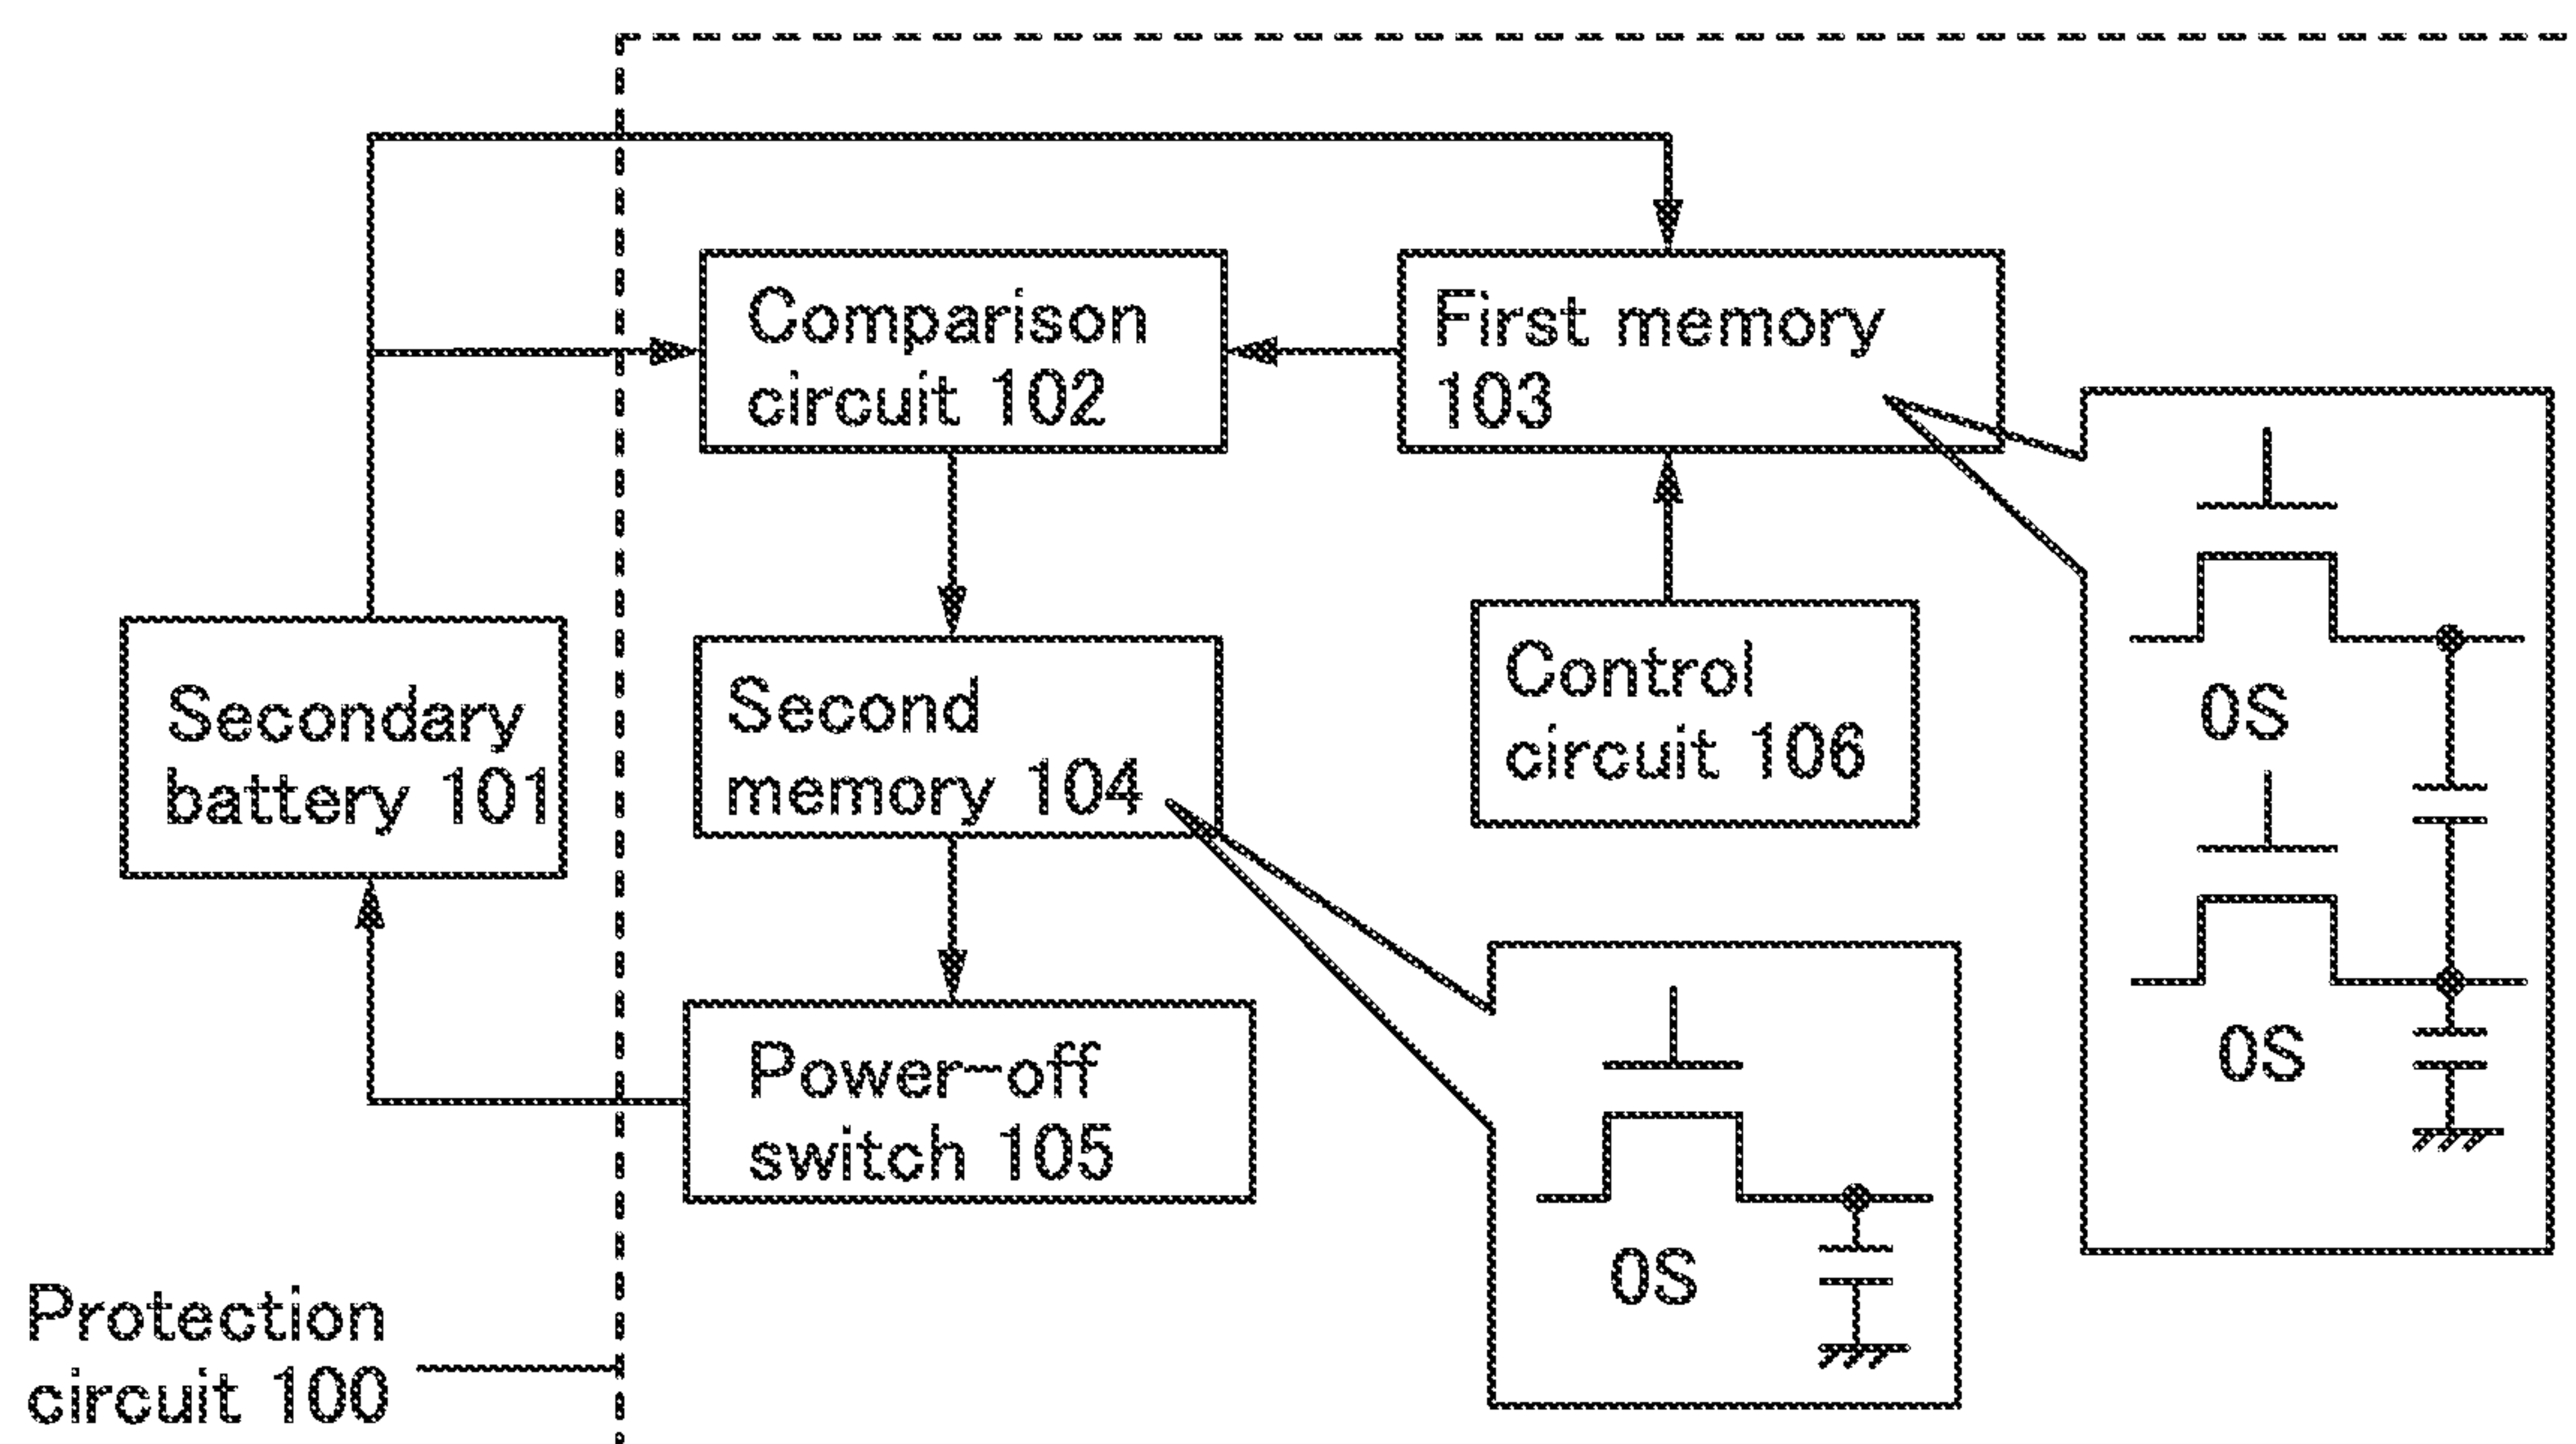 Comparison
circuit 102
First memory
103
Secondary
battery 101
Second
memory 104
Control
circuit 106
OS
OS
Power-off
switch 105
OS
Protection
circuit 100